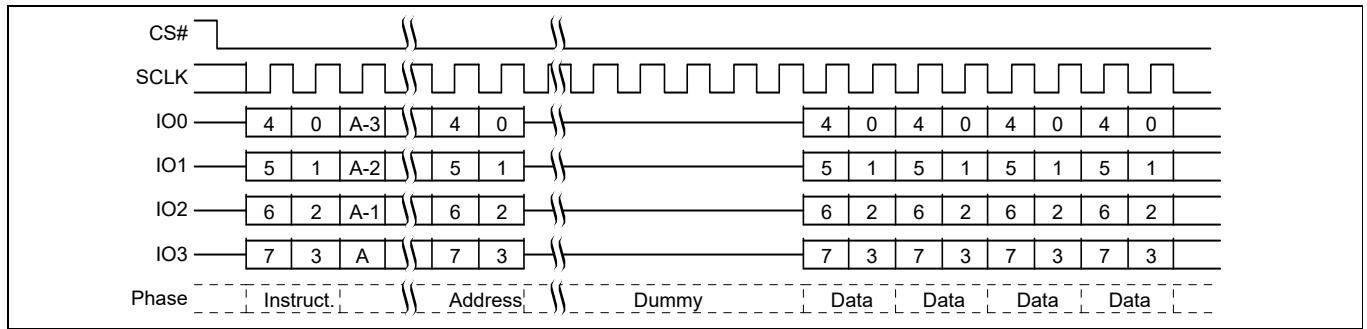 CS#
SCLK
IO0 4 0 A-3 4 0 4 0 4 0 4 0 4 0
IO1 5 1 A-2 5 1 5 1 5 1 5 1 5 1
IO2 6 2 A-1 6 2 6 2 6 2 6 2 6 2
IO3 7 3 A 7 3 7 3 7 3 7 3 7 3
Phase Instruct. Address Dummy Data Data Data Data